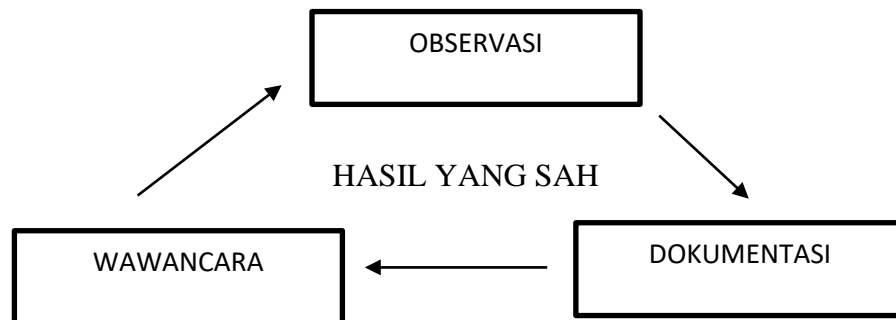 OBSERVASI
HASIL YANG SAH
WAWANCARA
DOKUMENTASI